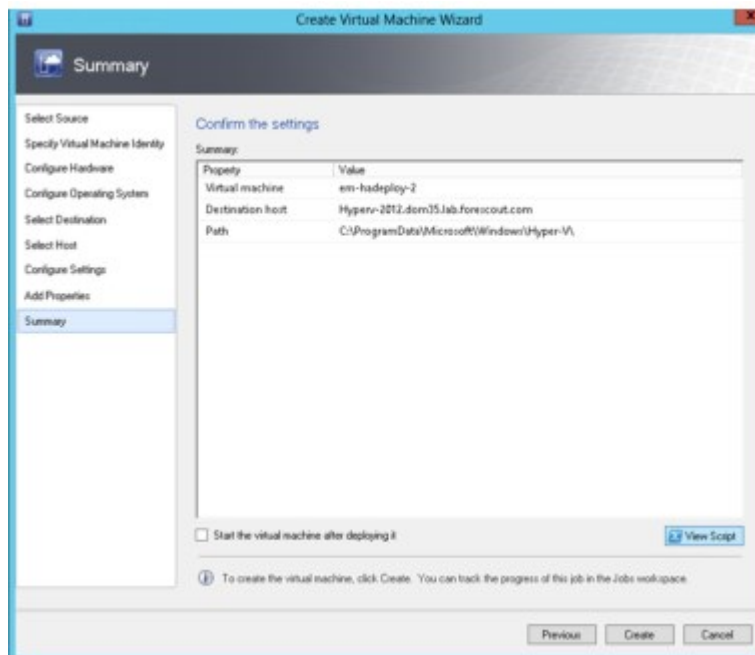 Create Virtual Machine Wizard
X
Summary
Select Source
Specify Virtual Machine Identity
Configure Hardware
Configure Operating System
Select Destination
Select Host
Configure Settings
Add Properties
Summary
Confirm the settings
Summary:
Property Value
Virtual machine em-hadeploy-2
Destination host Hyperv-2012.dom35.lab.forescout.com
Path C:\ProgramData\Microsoft\Windows\Hyper-V\
Start the virtual machine after deploying it
View Script
To create the virtual machine, click Create. You can track the progress of this job in the Jobs workspace.
Previous Create Cancel